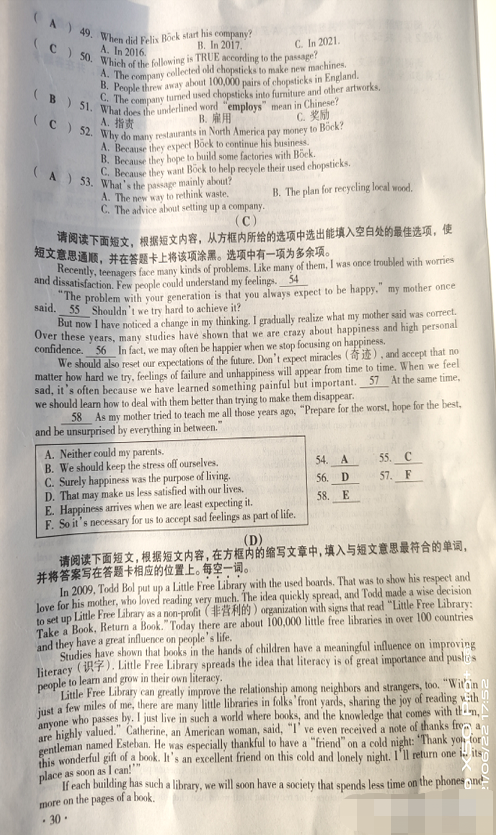 ( A ) 49. When did Felix Böck start his company?
A. In 2016. B. In 2017. C. In 2021.
( C ) 50. Which of the following is TRUE according to the passage?
A. The company collected old chopsticks to make new machines.
B. People threw away about 100,000 pairs of chopsticks in England.
C. The company turned used chopsticks into furniture and other artworks.
( B ) 51. What does the underlined word "employs" mean in Chinese?
A. 指责 B. 雇用 C. 奖励
( C ) 52. Why do many restaurants in North America pay money to Böck?
A. Because they expect Böck to continue his business.
B. Because they hope to build some factories with Böck.
C. Because they want Böck to help recycle their used chopsticks.
( A ) 53. What's the passage mainly about?
A. The new way to rethink waste. B. The plan for recycling local wood.
C. The advice about setting up a company.
(C)
请阅读下面短文，根据短文内容，从方框内所给的选项中选出能填入空白处的最佳选项，使
短文意思通顺，并在答题卡上将该项涂黑。选项中有一项为多余项。
Recently, teenagers face many kinds of problems. Like many of them, I was once troubled with worries
and dissatisfaction. Few people could understand my feelings. 54
"The problem with your generation is that you always expect to be happy," my mother once
said. 55 Shouldn't we try hard to achieve it?
But now I have noticed a change in my thinking. I gradually realize what my mother said was correct.
Over these years, many studies have shown that we are crazy about happiness and high personal
confidence. 56 In fact, we may often be happier when we stop focusing on happiness.
We should also reset our expectations of the future. Don't expect miracles (奇迹), and accept that no
matter how hard we try, feelings of failure and unhappiness will appear from time to time. When we feel
sad, it's often because we have learned something painful but important. 57 At the same time,
we should learn how to deal with them better than trying to make them disappear.
58 As my mother tried to teach me all those years ago, "Prepare for the worst, hope for the best,
and be unsurprised by everything in between."
A. Neither could my parents.
B. We should keep the stress off ourselves.
C. Surely happiness was the purpose of living.
D. That may make us less satisfied with our lives.
E. Happiness arrives when we are least expecting it.
F. So it's necessary for us to accept sad feelings as part of life.
54. A 55. C
56. D 57. F
58. E
(D)
请阅读下面短文，根据短文内容，在方框内的缩写文章中，填入与短文意思最符合的单词，
并将答案写在答题卡相应的位置上。每空一词。
In 2009, Todd Bol put up a Little Free Library with the used boards. That was to show his respect and
love for his mother, who loved reading very much. The idea quickly spread, and Todd made a wise decision
to set up Little Free Library as a non-profit (非营利的) organization with signs that read "Little Free Library:
Take a Book, Return a Book." Today there are about 100,000 little free libraries in over 100 countries
and they have a great influence on people's life.
Studies have shown that books in the hands of children have a meaningful influence on improving
literacy (识字). Little Free Library spreads the idea that literacy is of great importance and pushes
people to learn and grow in their own literacy.
Little Free Library can greatly improve the relationship among neighbors and strangers, too. "Within
just a few miles of me, there are many little libraries in folks' front yards, sharing the joy of reading with
anyone who passes by. I just live in such a world where books, and the knowledge that comes with them,
are highly valued." Catherine, an American woman, said, "I've even received a note of thanks from a
gentleman named Esteban. He was especially thankful to have a "friend" on a cold night: 'Thank you for
this wonderful gift of a book. It's an excellent friend on this cold and lonely night. I'll return one in its
place as soon as I can!'"
If each building has such a library, we will soon have a society that spends less time on the phones and
more on the pages of a book.
· 30 ·